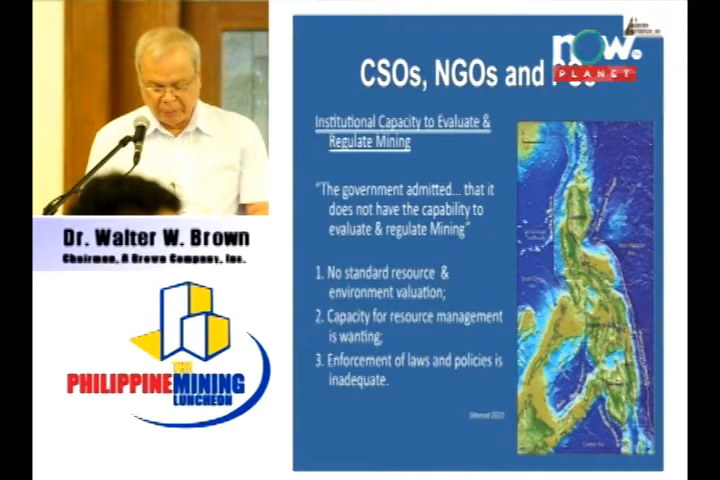 now.
PLANET
CSOs, NGOs and
Institutional Capacity to Evaluate &
Regulate Mining
"The government admitted... that it
does not have the capability to
evaluate & regulate Mining"
1. No standard resource &
environment valuation;
2. Capacity for resource management
is wanting;
3. Enforcement of laws and policies is
inadequate.
Dr. Walter W. Brown
Chairman, A Brown Company, Inc.
THE
PHILIPPINEMINING
LUNCHEON